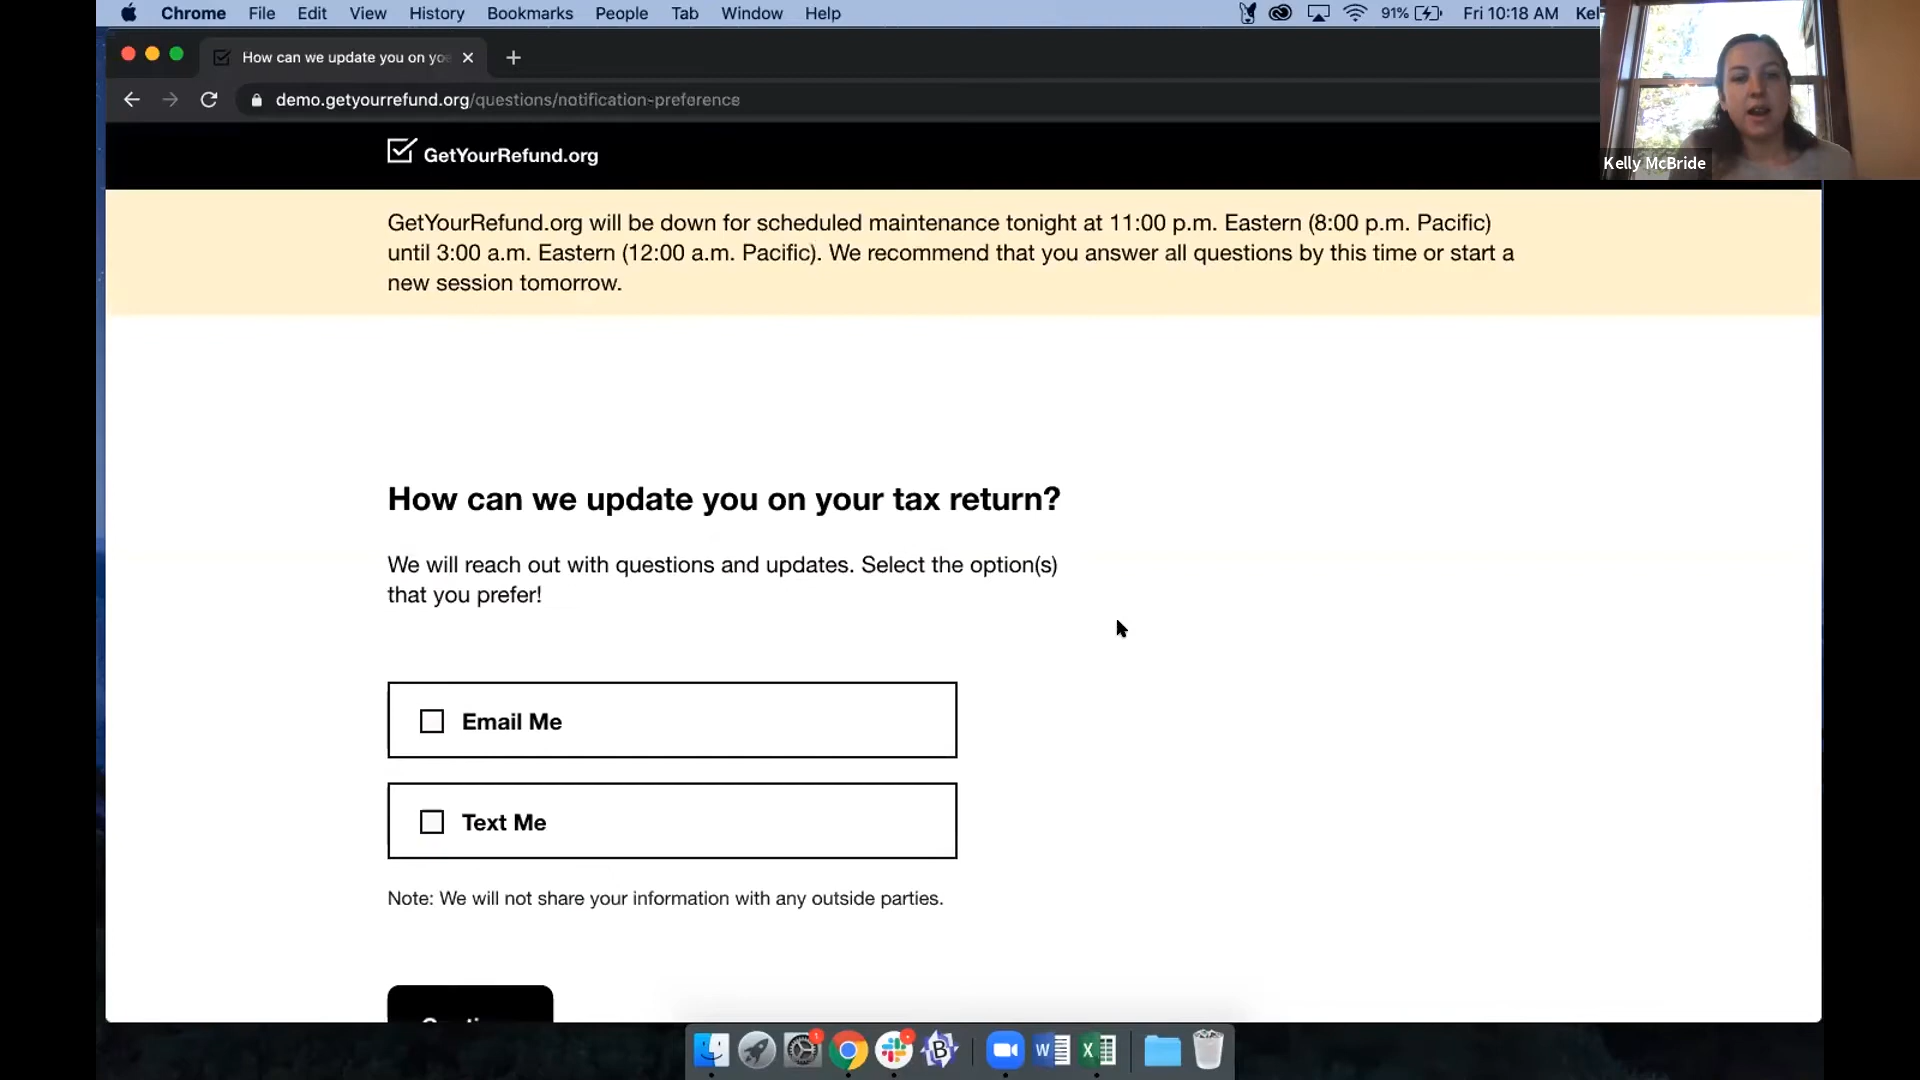 Chrome File Edit View History Bookmarks People Tab Window Help
91% Fri 10:18 AM
How can we update you on
demo.getyourrefund.org/questions/notification-preference
Kelly McBride
GetYourRefund.org
GetYourRefund.org will be down for scheduled maintenance tonight at 11:00 p.m. Eastern (8:00 p.m. Pacific)
until 3:00 a.m. Eastern (12:00 a.m. Pacific). We recommend that you answer all questions by this time or start a
new session tomorrow.
How can we update you on your tax return?
We will reach out with questions and updates. Select the option(s)
that you prefer!
Email Me
Text Me
Note: We will not share your information with any outside parties.